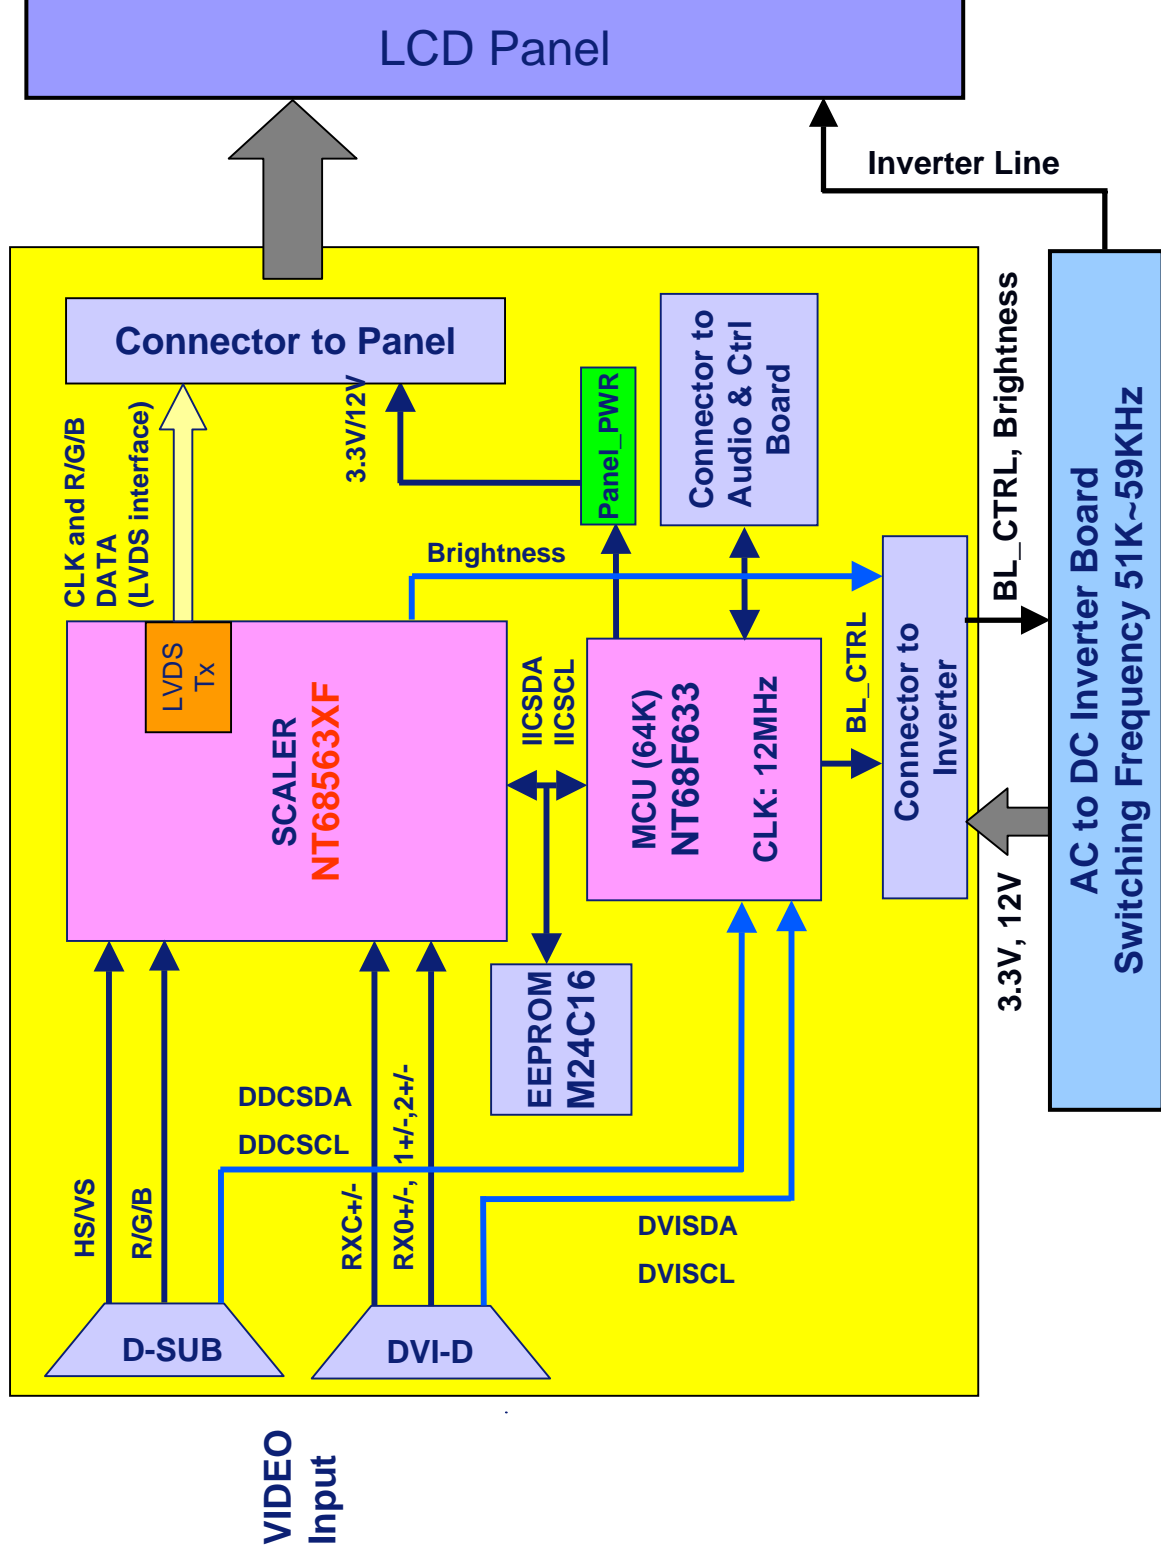 LCD Panel
Inverter Line
Connector to Panel
CLK and R/G/B
DATA
(LVDS interface)
3.3V/12V
Panel_PWR
Connector to
Audio & Ctrl
Board
BL_CTRL, Brightness
Brightness
LVDS
Tx
SCALER
NT68563XF
IICSDA
IICSCL
MCU (64K)
NT68F633
CLK: 12MHz
BL_CTRL
Connector to
Inverter
AC to DC Inverter Board
Switching Frequency 51K~59KHz
3.3V, 12V
EEPROM
M24C16
HS/VS
R/G/B
DDCSDA
DDCSCL
RXC+/-
RX0+/-, 1+/-,2+/-
DVISDA
DVISCL
D-SUB
DVI-D
VIDEO
Input